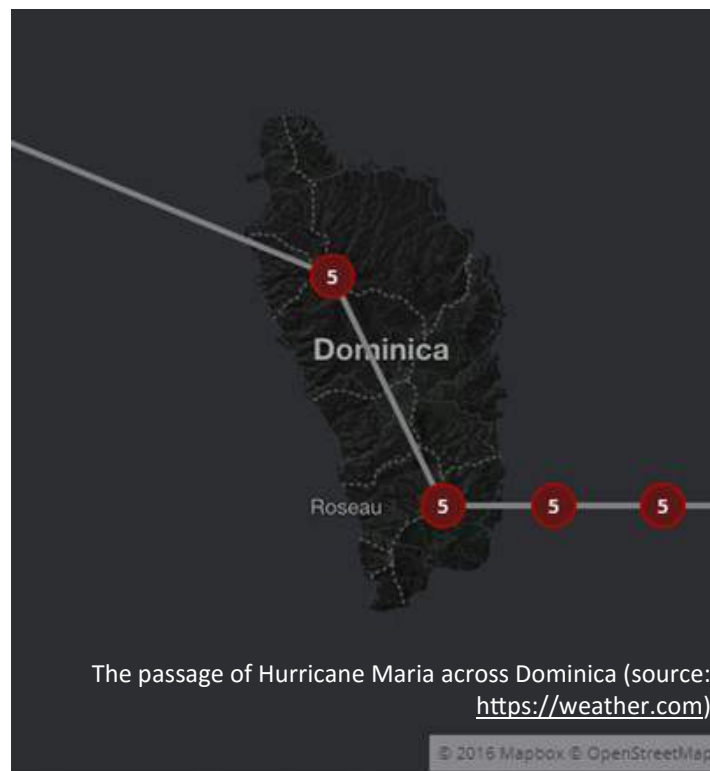 5
Dominica
Roseau
5
5
5
The passage of Hurricane Maria across Dominica (source:
https://weather.com)
© 2016 Mapbox © OpenStreetMap